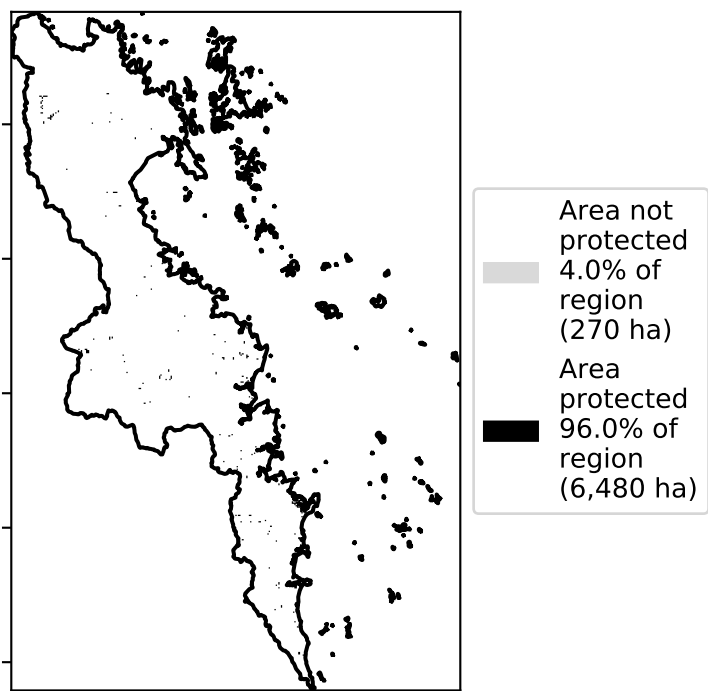 Area not
protected
4.0% of
region
(270 ha)
Area
protected
96.0% of
region
(6,480 ha)